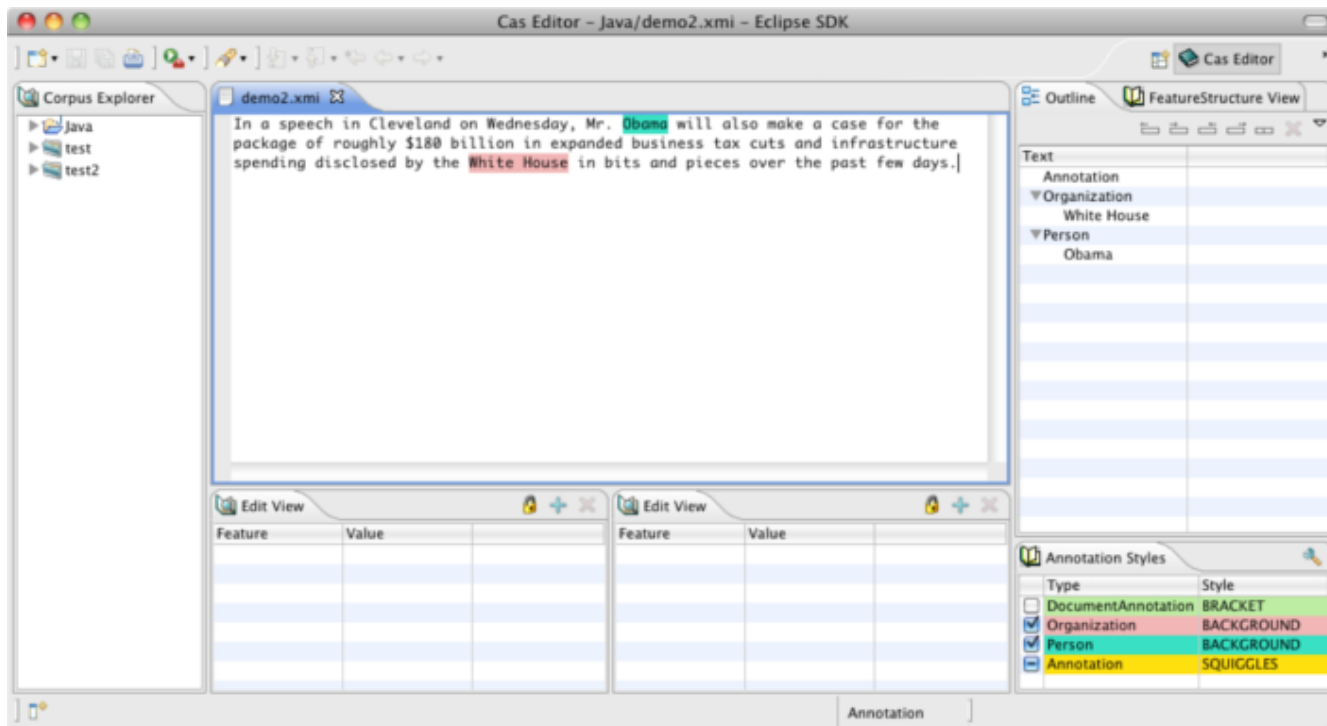 Cas Editor – Java/demo2.xmi – Eclipse SDK
Cas Editor
Corpus Explorer
Java
test
test2
demo2.xmi
In a speech in Cleveland on Wednesday, Mr. Obama will also make a case for the
package of roughly $180 billion in expanded business tax cuts and infrastructure
spending disclosed by the White House in bits and pieces over the past few days.
Outline FeatureStructure View
Text
Annotation
Organization
White House
Person
Obama
Edit View
Feature Value
Edit View
Feature Value
Annotation Styles
Type Style
DocumentAnnotation BRACKET
Organization BACKGROUND
Person BACKGROUND
Annotation SQUIGGLES
Annotation